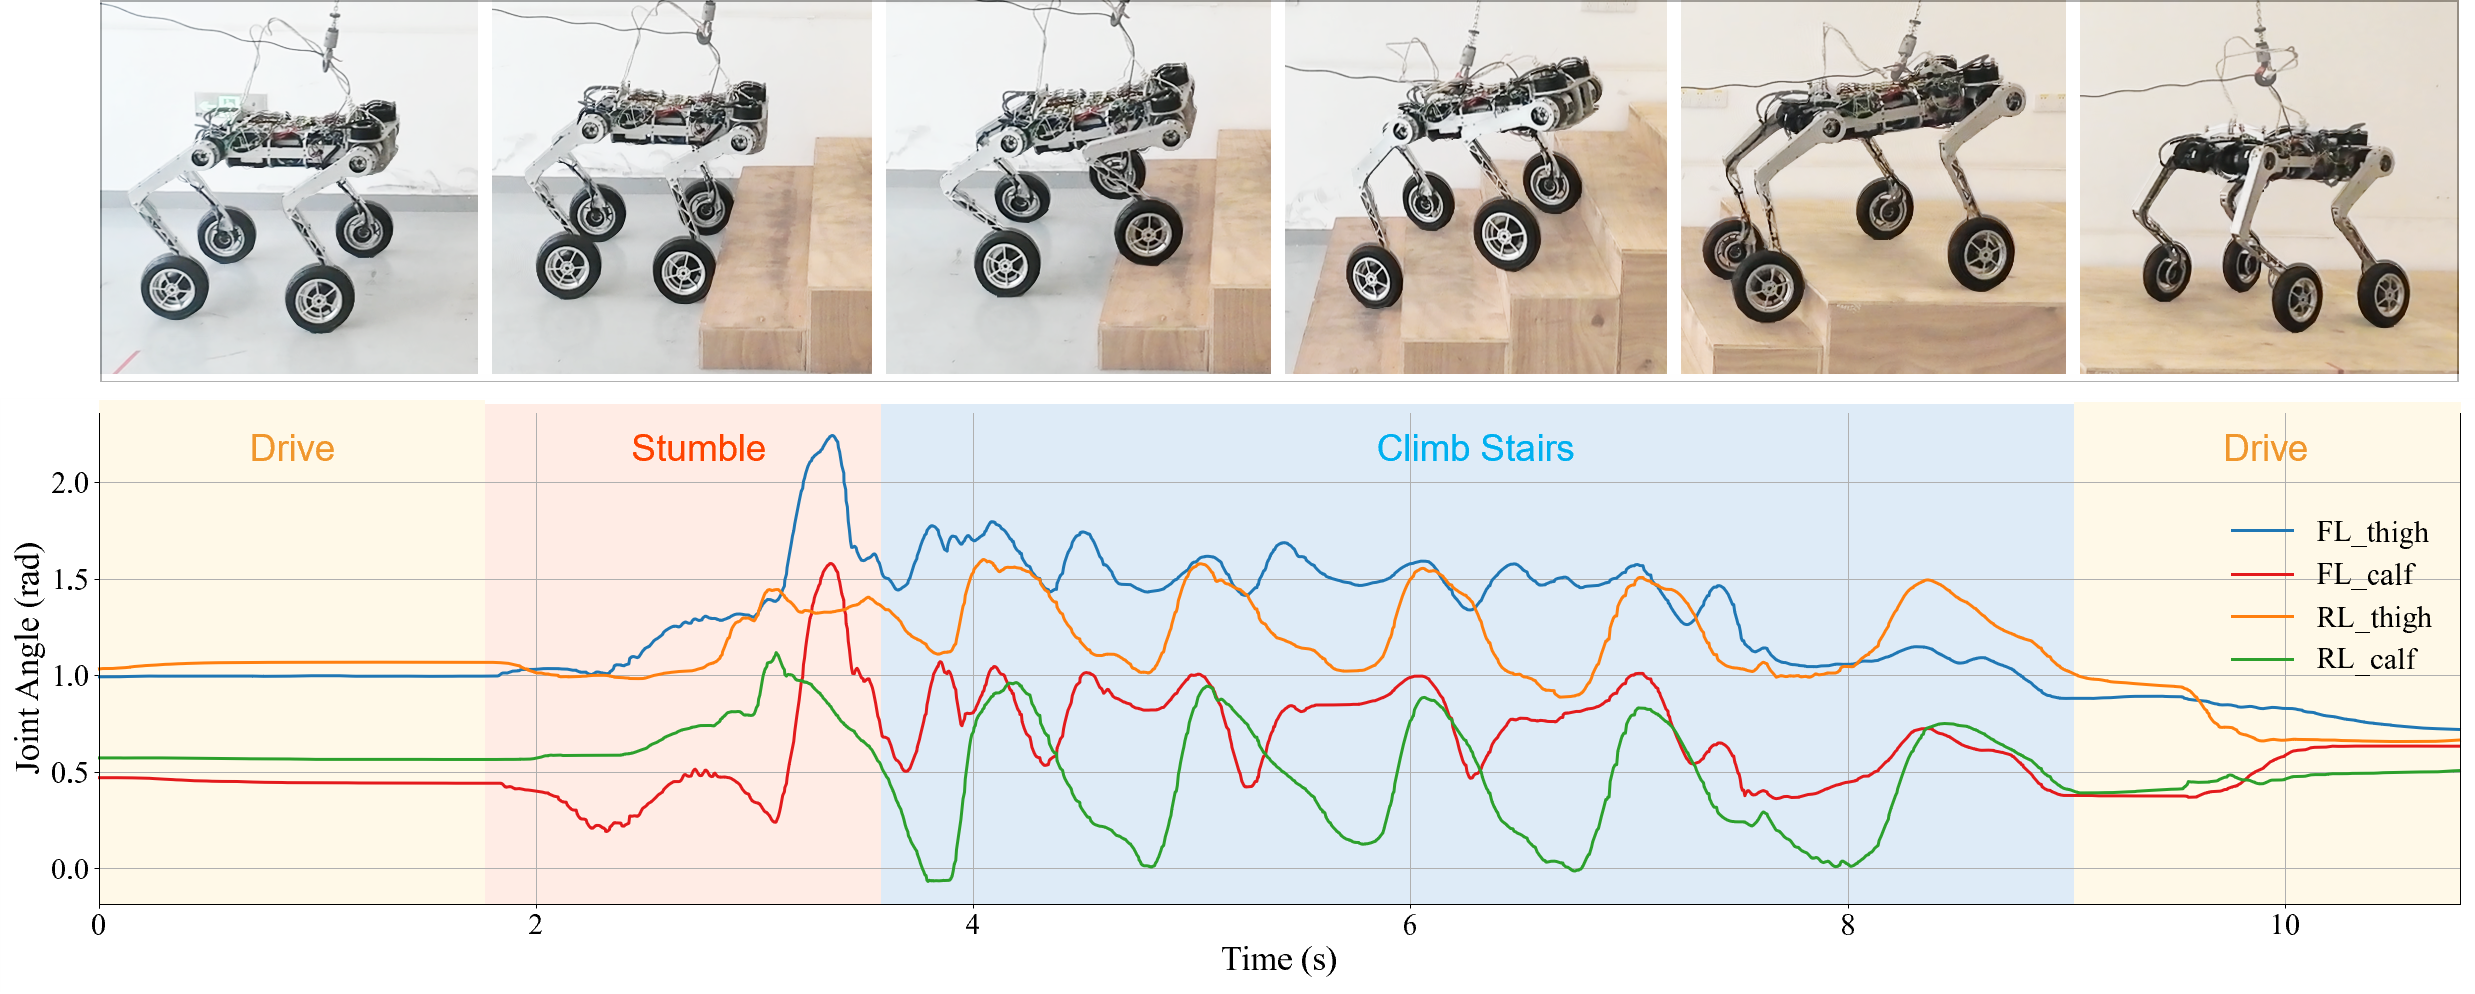 Drive
Stumble
Climb Stairs
Drive
Joint Angle (rad)
2.0
1.5
1.0
0.5
0.0
FL_thigh
FL_calf
RL_thigh
RL_calf
0 2 4 6 8 10
Time (s)